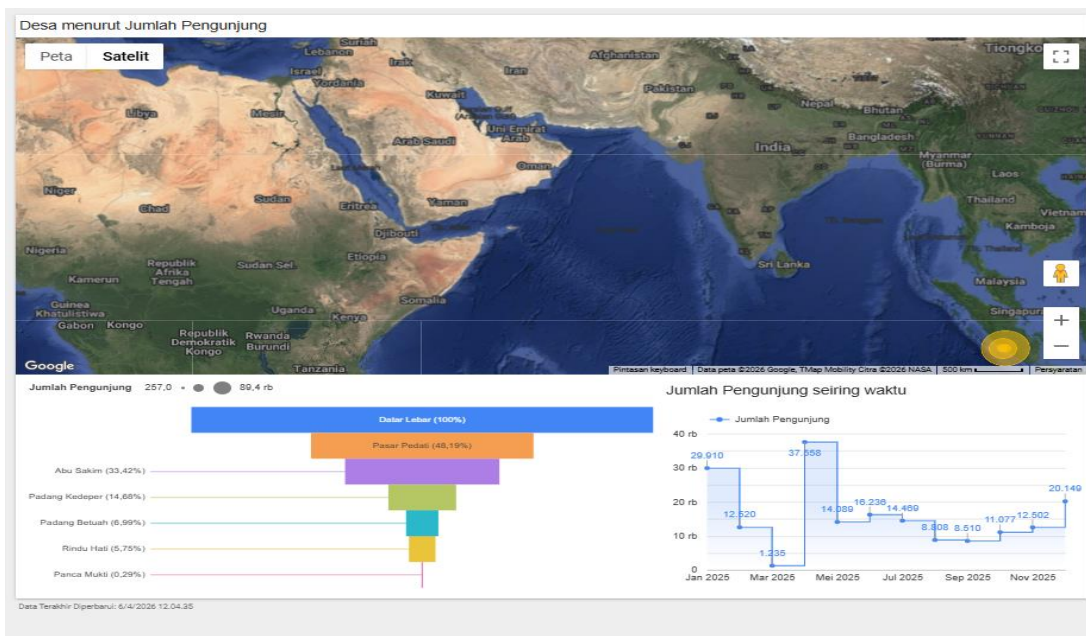 Desa menurut Jumlah Pengunjung
Peta Satelit
Suriah
Lebanon
Irak
Afghanistan
Tiongko
Israel
Yordania
Iran
Kuwait
Pakistan
Libya
Mesir
Nepal
Bhutan
Uni Emirat
Arab
Arab Saudi
Bangladesh
India
Oman
Myanmar
(Burma)
Laos
Niger
Chad
Sudan
Eritrea
Yaman
Thailand
Vietnam
Kamboja
Djibouti
Nigeria
Etiopia
Republik
Afrika
Tengah
Sudan Sel.
Sri Lanka
Kamerun
Malaysia
Somalia
Guinea
Khatulistiwa
Uganda
Kenya
Singapur
Gabon Kongo
Republik
Demokratik
Kongo
Rwanda
Burundi
Google
Tanzania
Pintasan keyboard Data peta ©2026 Google, TMap Mobility Citra ©2026 NASA 500 km Persyaratan
Jumlah Pengunjung 257,0 89,4 rb
Datar Lebar (100%)
Pasar Pedati (48,19%)
Abu Sakim (33,42%)
Padang Kedeper (14,68%)
Padang Betuah (6,99%)
Rindu Hati (5,75%)
Panca Mukti (0,29%)
Jumlah Pengunjung seiring waktu
Jumlah Pengunjung
40 rb
30 rb
20 rb
10 rb
0
29.910
12.520
1.235
37.558
14.089
16.236
14.469
8.808
8.510
11.077
12.502
20.149
Jan 2025 Mar 2025 Mei 2025 Jul 2025 Sep 2025 Nov 2025
Data Terakhir Diperbarui: 6/4/2026 12.04.35